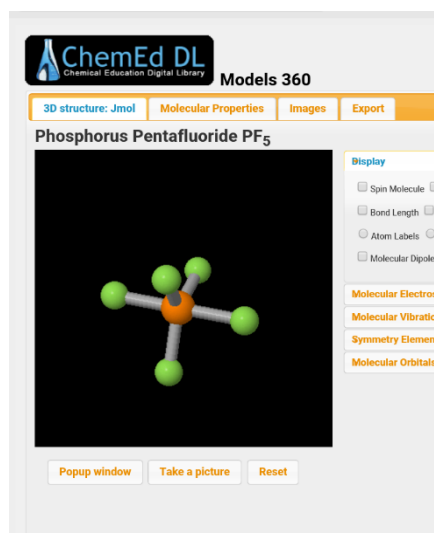 ChemEd DL
Chemical Education Digital Library
Models 360
3D structure: Jmol
Molecular Properties
Images
Export
Phosphorus Pentafluoride PF5
Display
Spin Molecule
Bond Length
Atom Labels
Molecular Dipole
Molecular Electros
Molecular Vibratio
Symmetry Elemen
Molecular Orbitals
Popup window
Take a picture
Reset